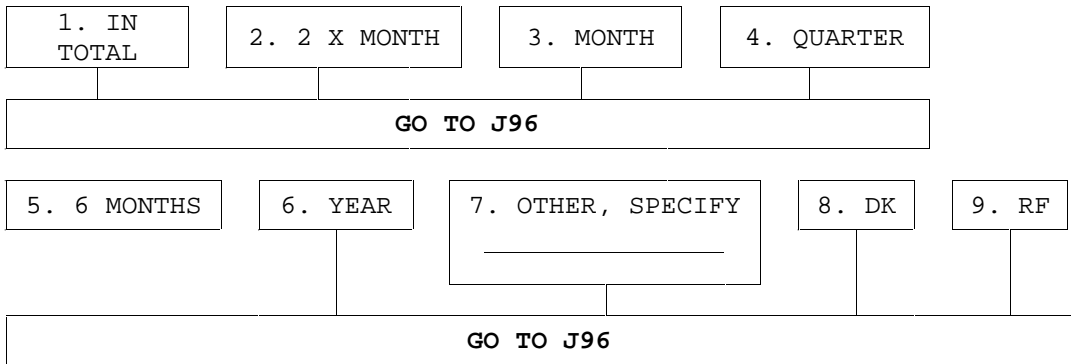 1. IN
TOTAL
2. 2 X MONTH
3. MONTH
4. QUARTER
GO TO J96
5. 6 MONTHS
6. YEAR
7. OTHER, SPECIFY
8. DK
9. RF
GO TO J96